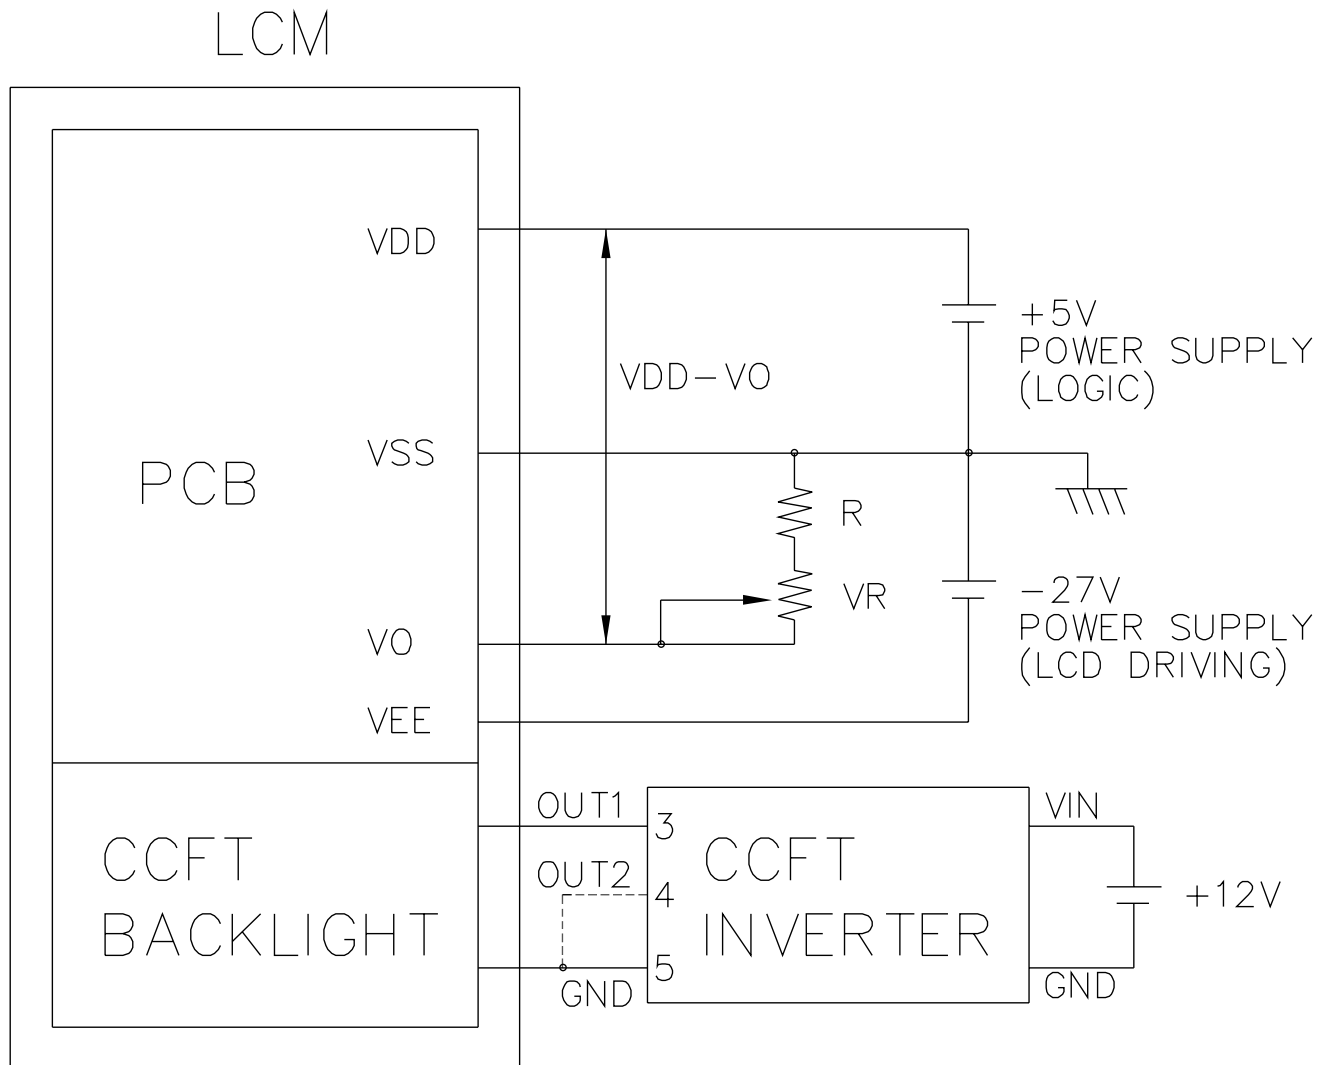 LCM
VDD
+5V
POWER SUPPLY
(LOGIC)
VDD-VO
VSS
PCB
R
VR
-27V
POWER SUPPLY
(LCD DRIVING)
VO
VEE
OUT1
3
VIN
CCFT
BACKLIGHT
OUT2
4
CCFT
INVERTER
+12V
5
GND
GND